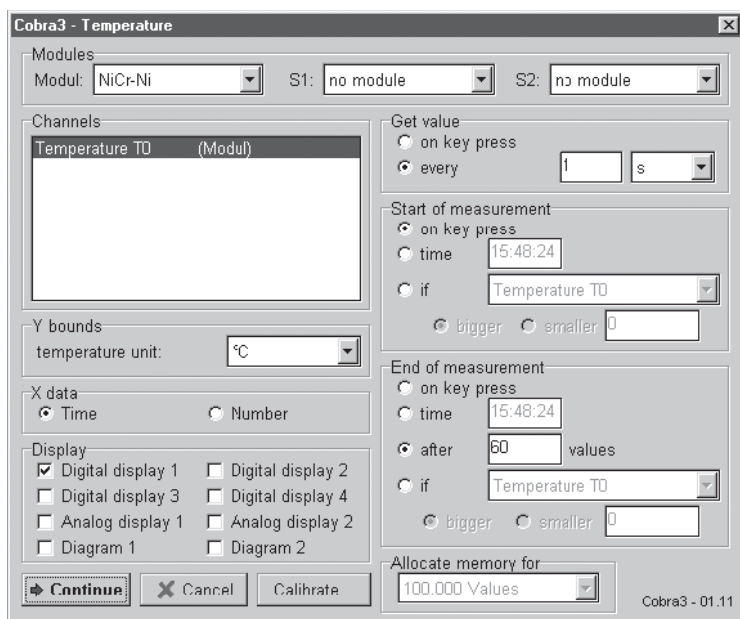 Cobra3 - Temperature
Modules
Modul: NiCr-Ni S1: no module S2: no module
Channels
Temperature T0 (Modul)
Y bounds
temperature unit: °C
X data
Time Number
Display
Digital display 1 Digital display 2
Digital display 3 Digital display 4
Analog display 1 Analog display 2
Diagram 1 Diagram 2
Continue Cancel Calibrate
Get value
on key press
every 1 s
Start of measurement
on key press
time 15:48:24
if Temperature T0
bigger smaller 0
End of measurement
on key press
time 15:48:24
after 60 values
if Temperature T0
bigger smaller 0
Allocate memory for
100.000 Values
Cobra3 - 01.11